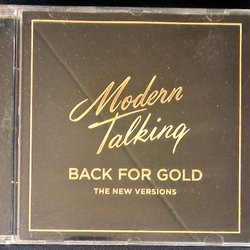 Modern
Talking
BACK FOR GOLD
THE NEW VERSIONS